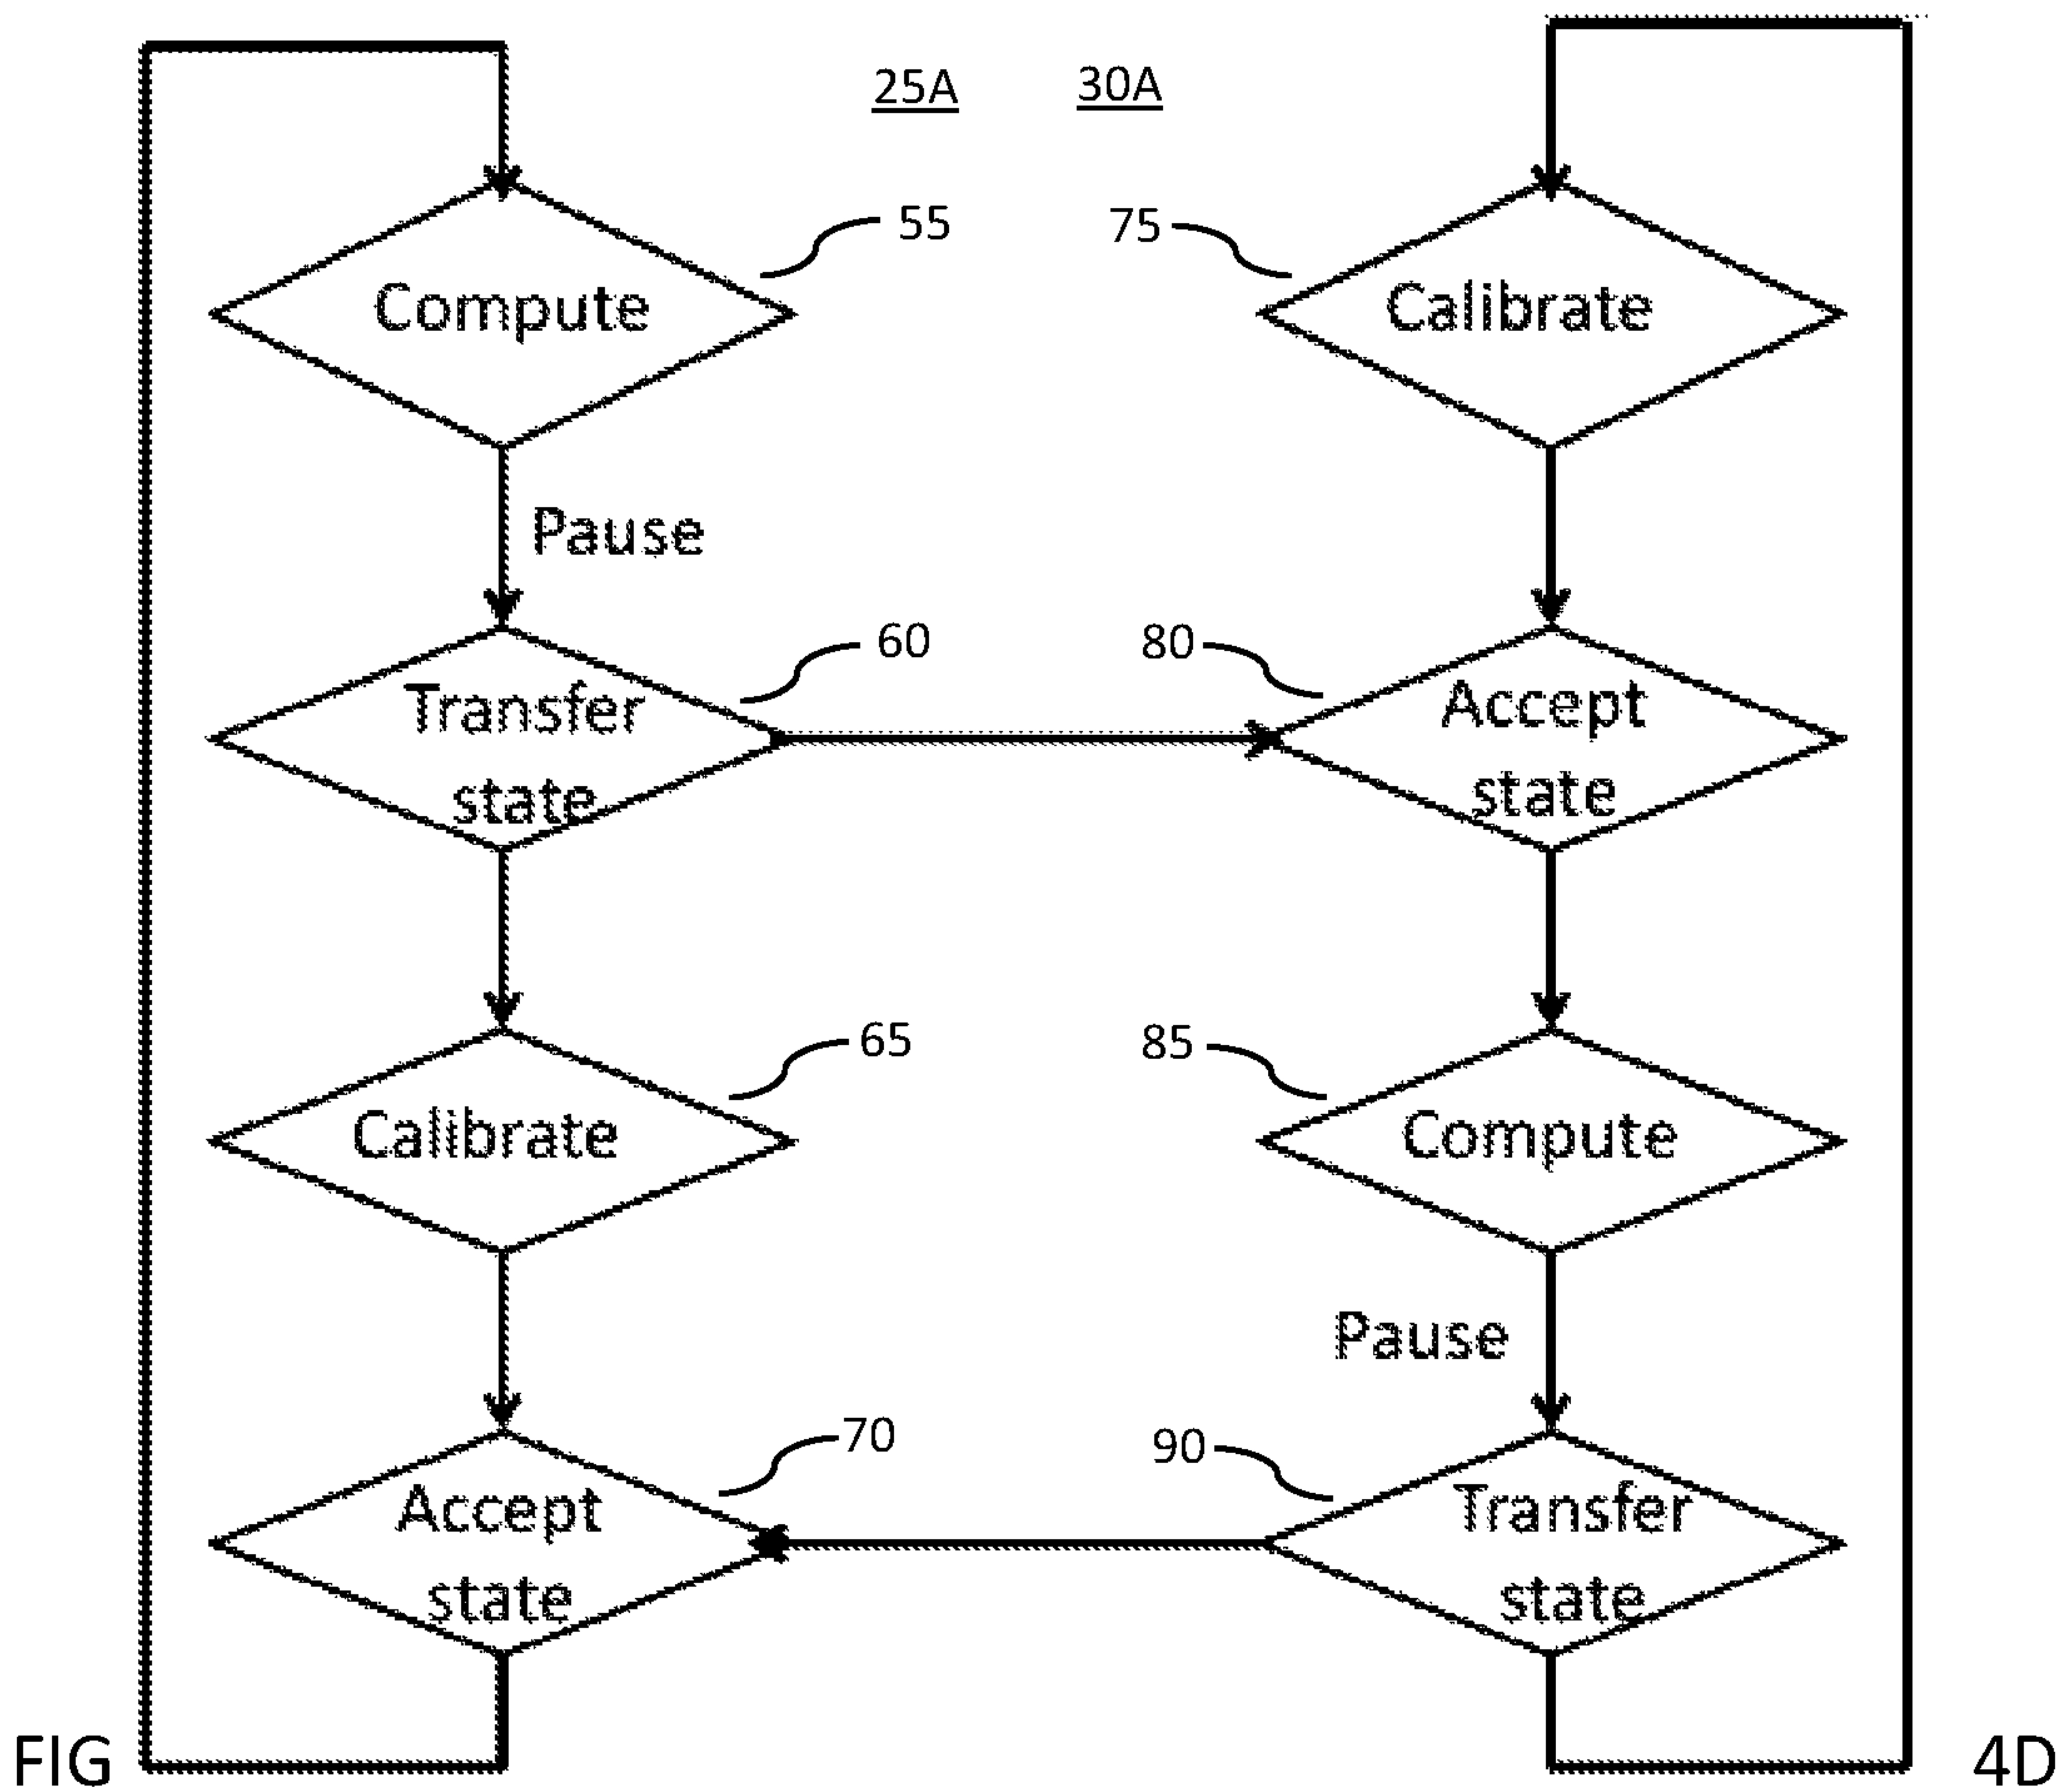 25A 30A
55 75
Compute Calibrate
Pause
60 80
Transfer
state
Accept
state
65 85
Calibrate Compute
Pause
70 90
Accept
state
Transfer
state
FIG 4D